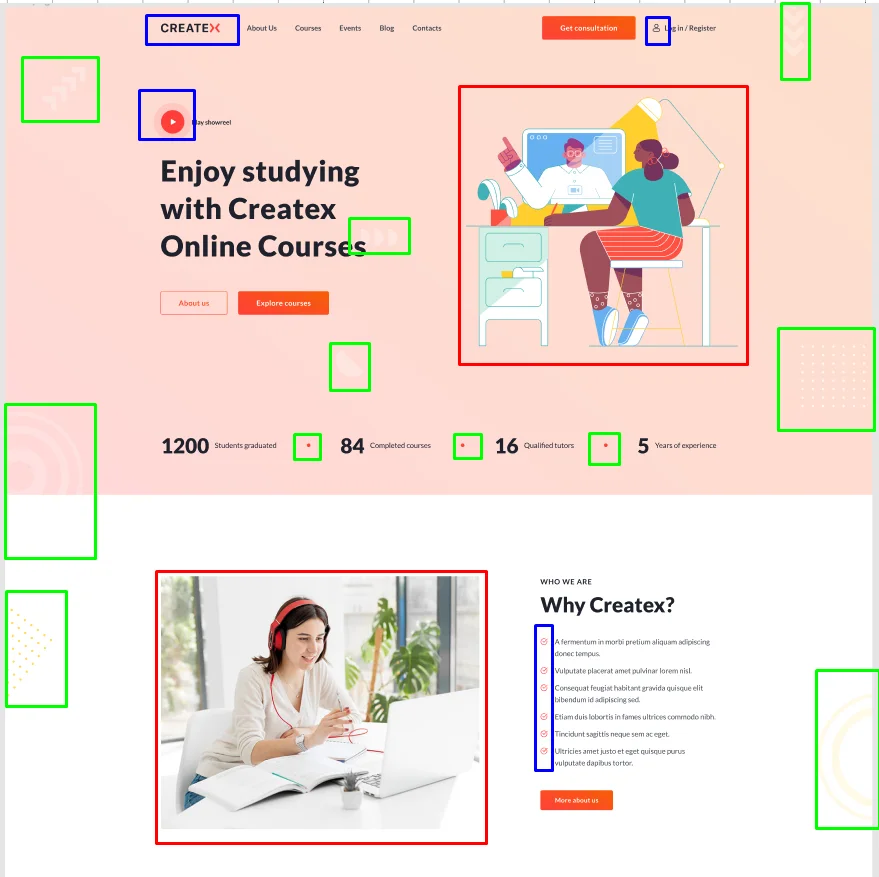 CREATEX
About Us
Courses
Events
Blog
Contacts
Get consultation
Log in / Register
Play showreel
Enjoy studying
with Createx
Online Courses
About us
Explore courses
1200 Students graduated
84 Completed courses
16 Qualified tutors
5 Years of experience
WHO WE ARE
Why Createx?
A fermentum in morbi pretium aliquam adipiscing
donec tempus.
Vulputate placerat amet pulvinar lorem nisl.
Consequat feugiat habitant gravida quisque elit
bibendum id adipiscing sed.
Etiam duis lobortis in fames ultrices commodo nibh.
Tincidunt sagittis neque sem ac eget.
Ultricies amet justo et eget quisque purus
vulputate dapibus tortor.
More about us